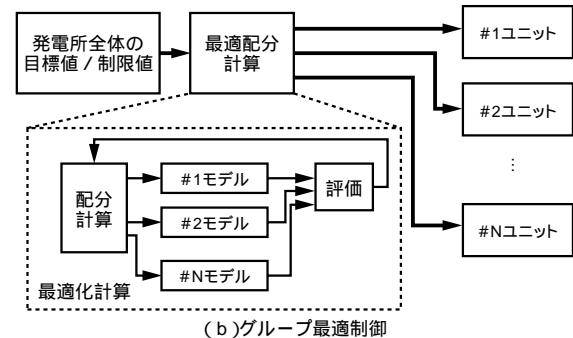 発電所全体の
目標値 / 制限値
最適配分
計算
#1ユニット
#2ユニット
⋮
#Nユニット
配分
計算
#1モデル
#2モデル
#Nモデル
評価
最適化計算
( b )グループ最適制御